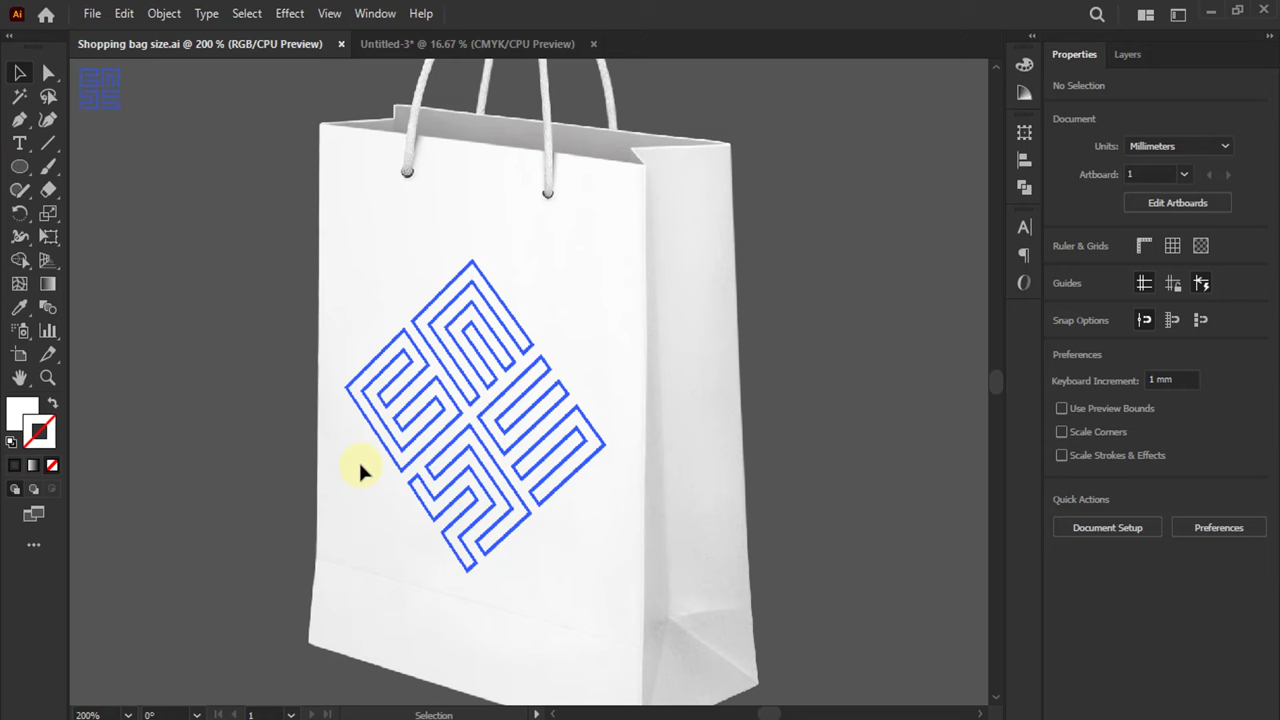 Ai File Edit Object Type Select Effect View Window Help
Shopping bag size.ai @ 200 % (RGB/CPU Preview) × Untitled-3* @ 16.67 % (CMYK/CPU Preview) ×
Properties Layers
No Selection
Document
Units: Millimeters
Artboard: 1
Edit Artboards
Ruler & Grids
Guides
Snap Options
Preferences
Keyboard Increment: 1 mm
Use Preview Bounds
Scale Corners
Scale Strokes & Effects
Quick Actions
Document Setup Preferences
200% 0° 1 Selection